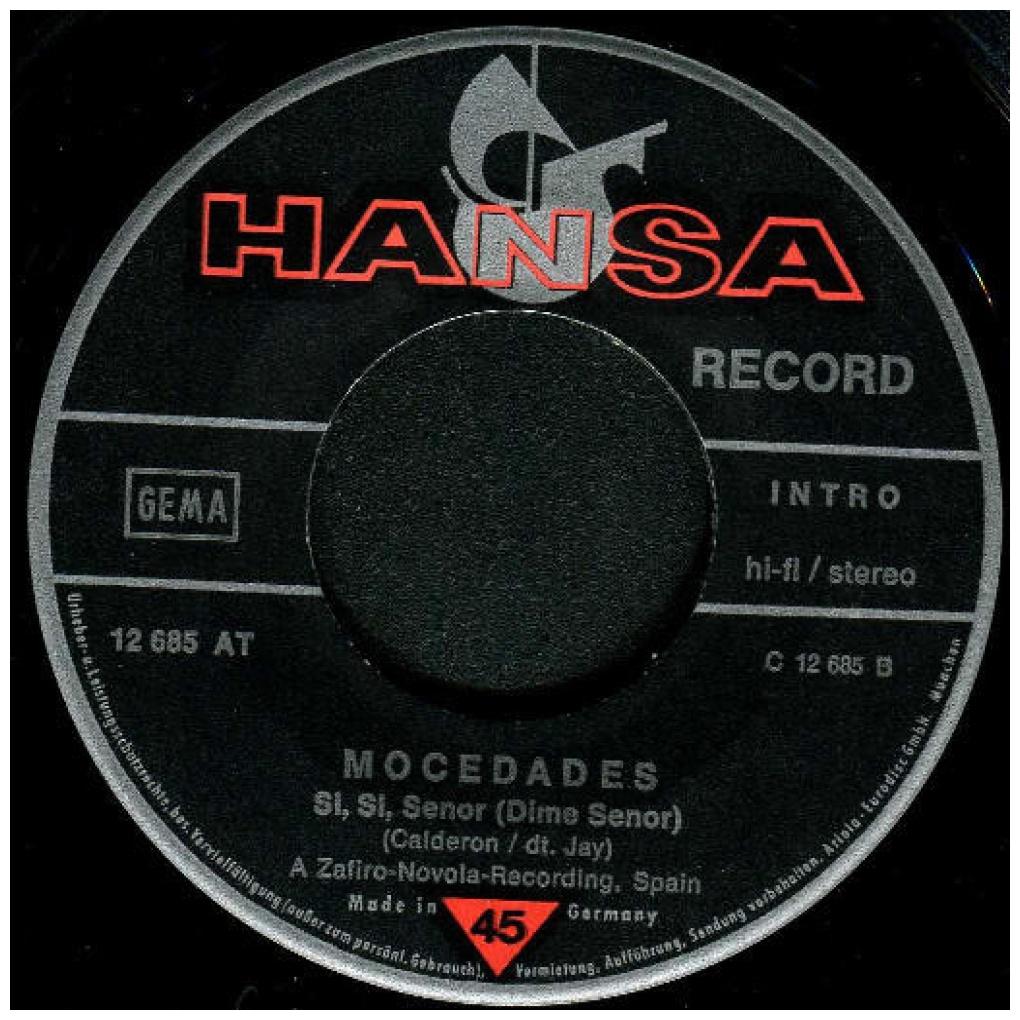 HANSA
RECORD
INTRO
GEMA
hi-fi / stereo
12 685 AT
C 12 685 B
MOCEDADES
Si, Si, Senor (Dime Senor)
(Calderon / dt. Jay)
A Zafiro-Novola-Recording, Spain
Made in 45 Germany
Urheber- u. Leistungsschutzrechte, bes. Vervielfältigung (außer zum persönl. Gebrauch), Vermietung, Aufführung, Sendung vorbehalten. Ariola-Eurodisc GmbH München